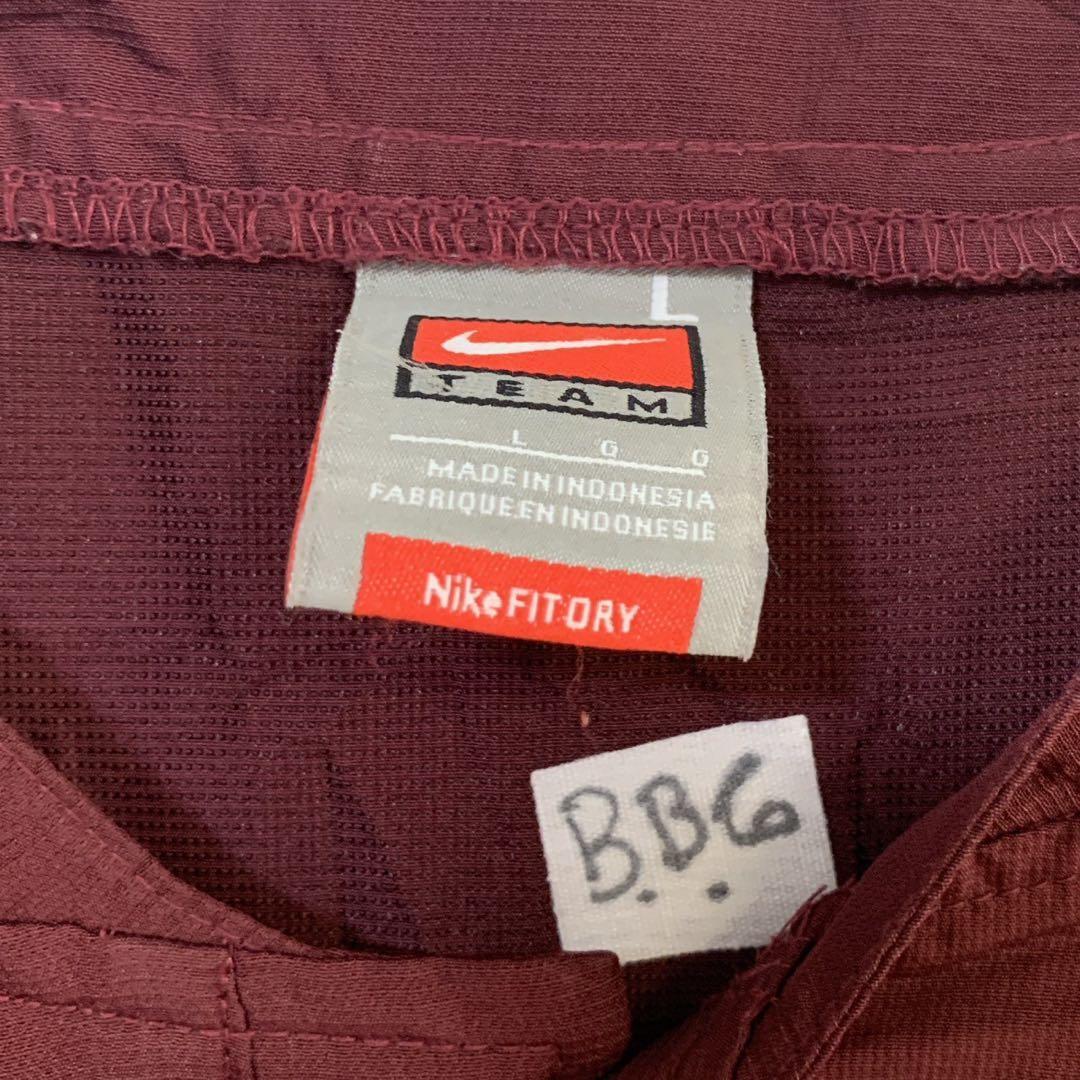 L
TEAM
L G G
MADE IN INDONESIA
FABRIQUE EN INDONESIE
Nike FIT DRY
B.B.G